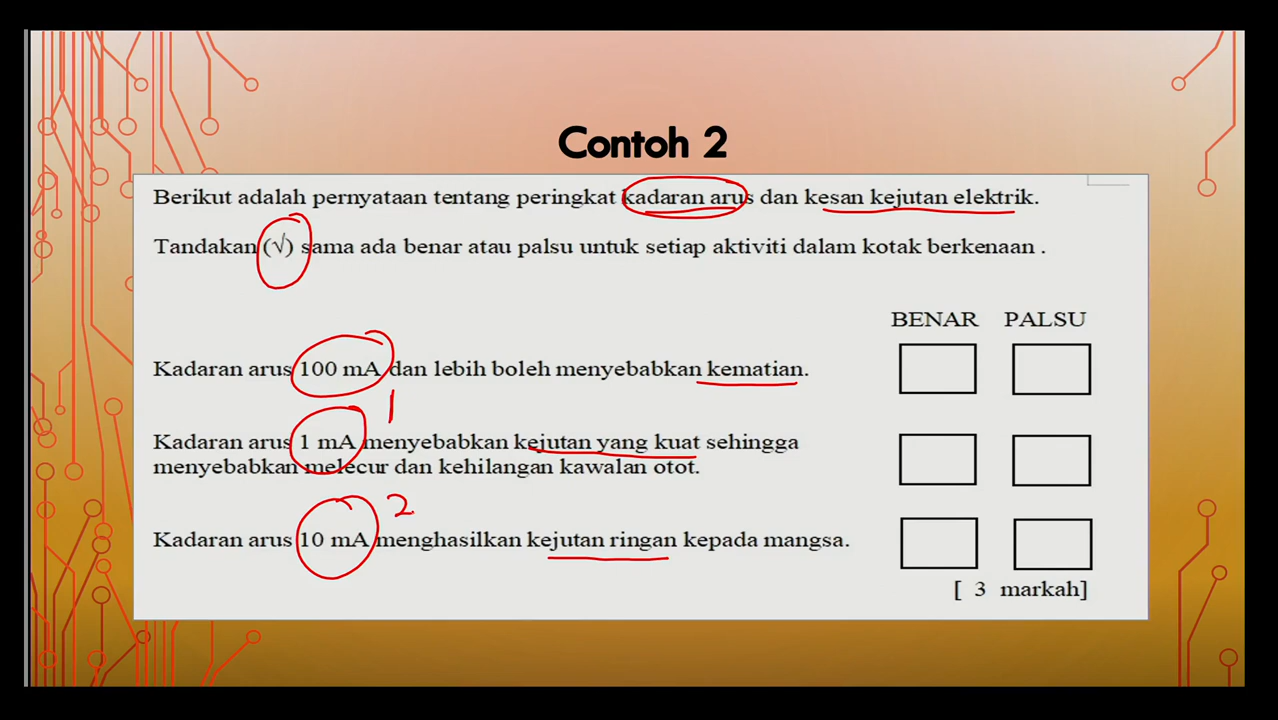 Contoh 2
Berikut adalah pernyataan tentang peringkat kadaran arus dan kesan kejutan elektrik.
Tandakan (√) sama ada benar atau palsu untuk setiap aktiviti dalam kotak berkenaan .
BENAR PALSU
Kadaran arus 100 mA dan lebih boleh menyebabkan kematian.
1
Kadaran arus 1 mA menyebabkan kejutan yang kuat sehingga
menyebabkan melecur dan kehilangan kawalan otot.
2
Kadaran arus 10 mA menghasilkan kejutan ringan kepada mangsa.
[ 3 markah]